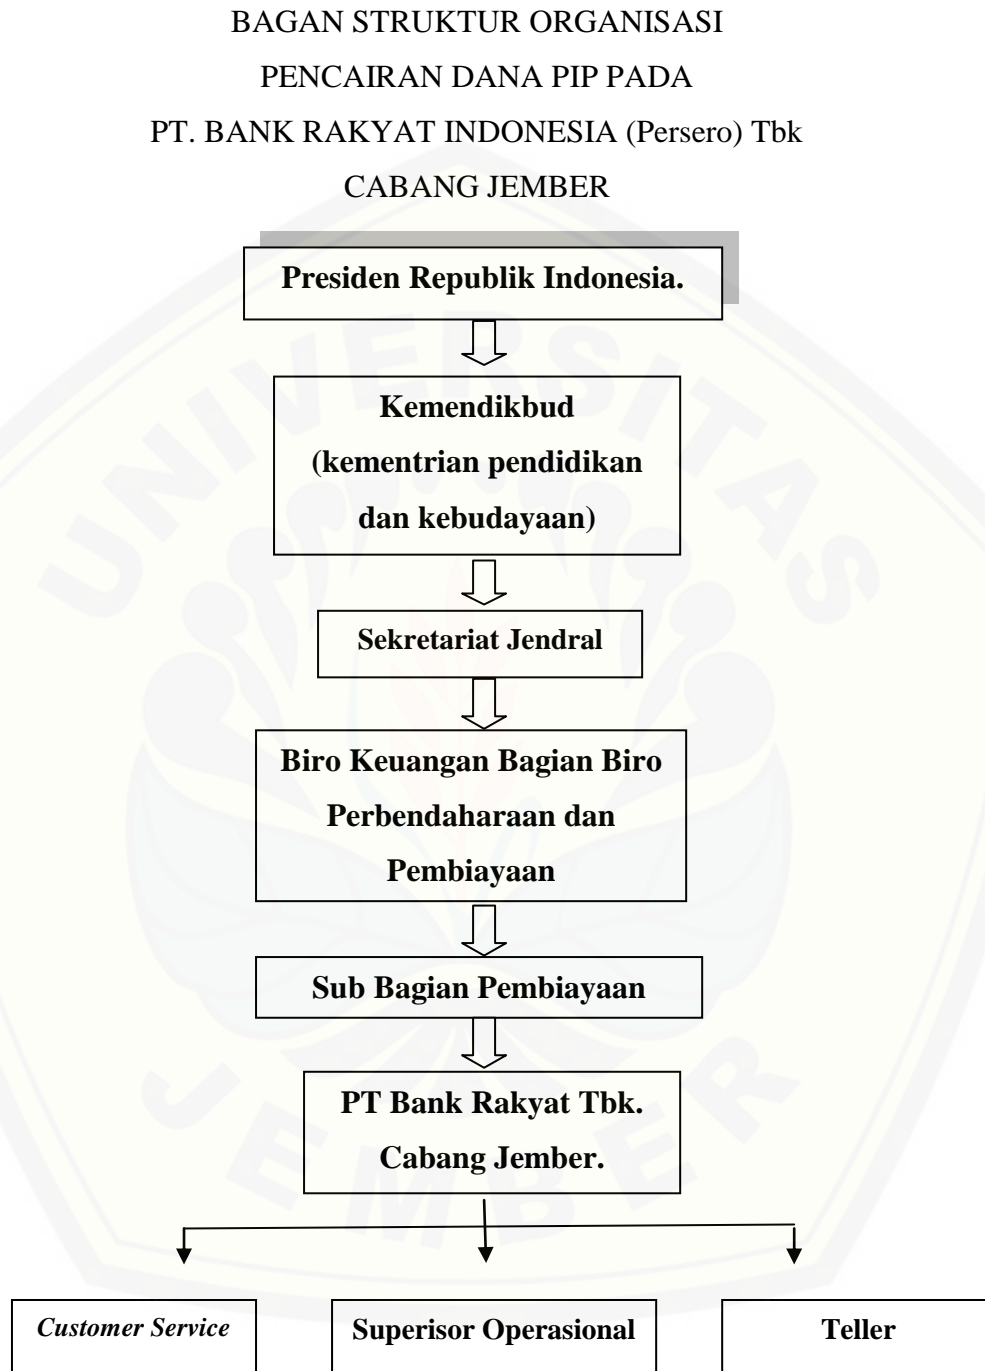 BAGAN STRUKTUR ORGANISASI
PENCAIRAN DANA PIP PADA
PT. BANK RAKYAT INDONESIA (Persero) Tbk
CABANG JEMBER
Presiden Republik Indonesia.
Kemendikbud
(kementrian pendidikan
dan kebudayaan)
Sekretariat Jendral
Biro Keuangan Bagian Biro
Perbendaharaan dan
Pembiayaan
Sub Bagian Pembiayaan
PT Bank Rakyat Tbk.
Cabang Jember.
Customer Service
Superisor Operasional
Teller
UNIVERSITAS
JEMBER